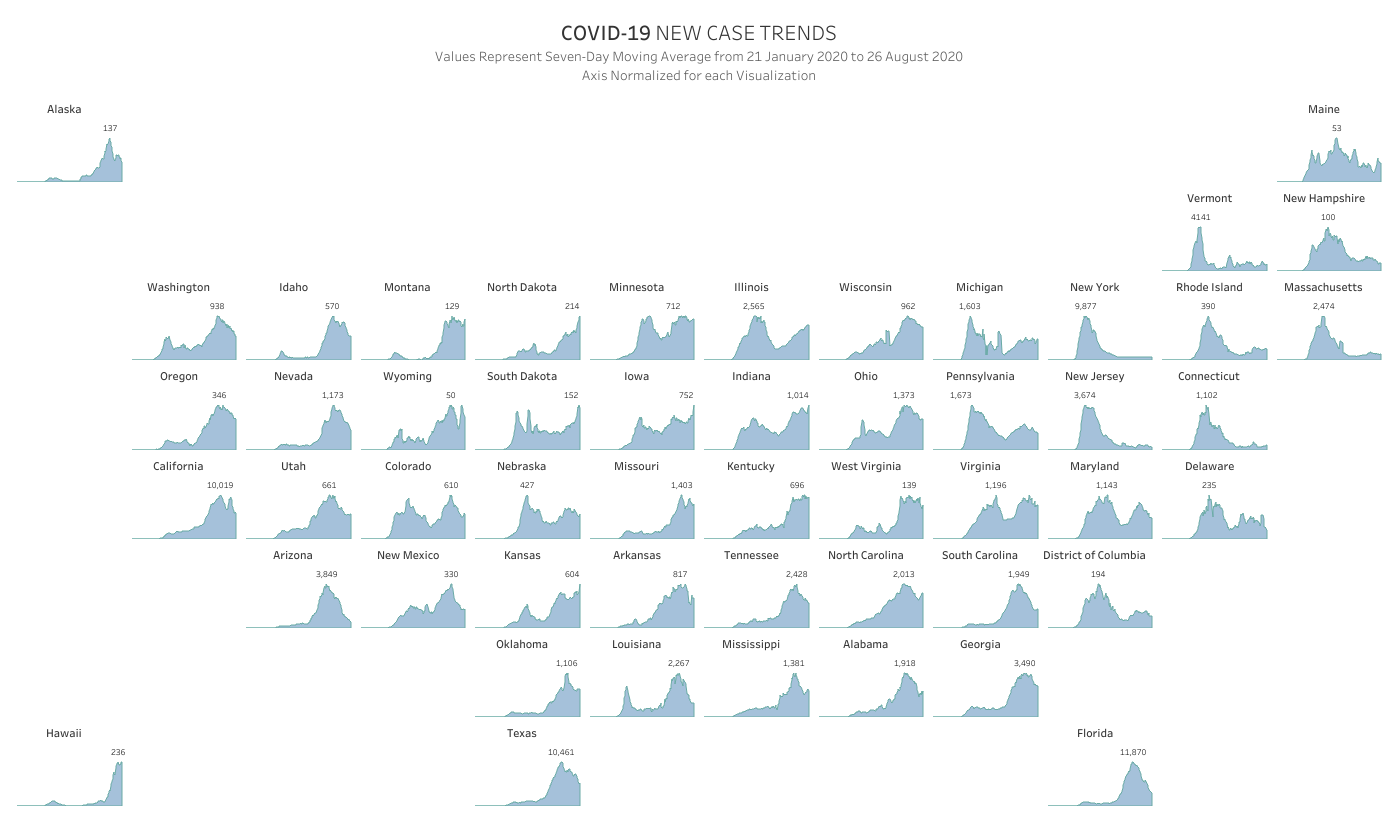 COVID-19 NEW CASE TRENDS
Values Represent Seven-Day Moving Average from 21 January 2020 to 26 August 2020
Axis Normalized for each Visualization
Alaska Maine
137 53
Vermont New Hampshire
4141 100
Washington Idaho Montana North Dakota Minnesota Illinois Wisconsin Michigan New York Rhode Island Massachusetts
938 570 129 214 712 2,565 962 1,603 9,877 390 2,474
Oregon Nevada Wyoming South Dakota Iowa Indiana Ohio Pennsylvania New Jersey Connecticut
346 1,173 50 152 752 1,014 1,373 1,673 3,674 1,102
California Utah Colorado Nebraska Missouri Kentucky West Virginia Virginia Maryland Delaware
10,019 661 610 427 1,403 696 139 1,196 1,143 235
Arizona New Mexico Kansas Arkansas Tennessee North Carolina South Carolina District of Columbia
3,849 330 604 817 2,428 2,013 1,949 194
Oklahoma Louisiana Mississippi Alabama Georgia
1,106 2,267 1,381 1,918 3,490
Hawaii Texas Florida
236 10,461 11,870